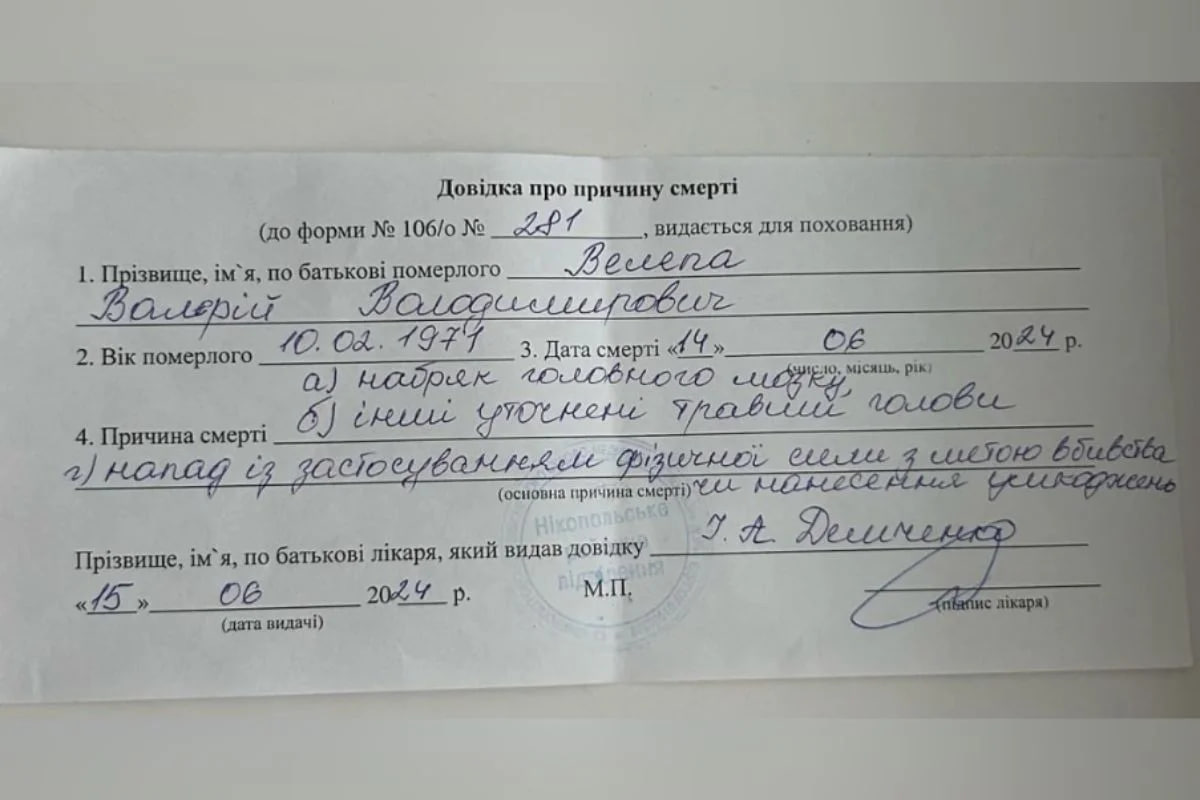 Довідка про причину смерті
(до форми № 106/о № 281, видається для поховання)
1. Прізвище, ім`я, по батькові померлого Велепа
Валерій Володимирович
2. Вік померлого 10.02.1971 3. Дата смерті «14» 06 2024 р.
(число, місяць, рік)
а) набряк головного мозку,
б) інші уточнені травми голови
4. Причина смерті
г) напад із застосуванням фізичної сили з метою вбивства
(основна причина смерті) чи нанесення ушкоджень
Нікопольське
Прізвище, ім`я, по батькові лікаря, який видав довідку І. А. Демченко
відділення
«15» 06 2024 р. М.П.
(дата видачі) (підпис лікаря)